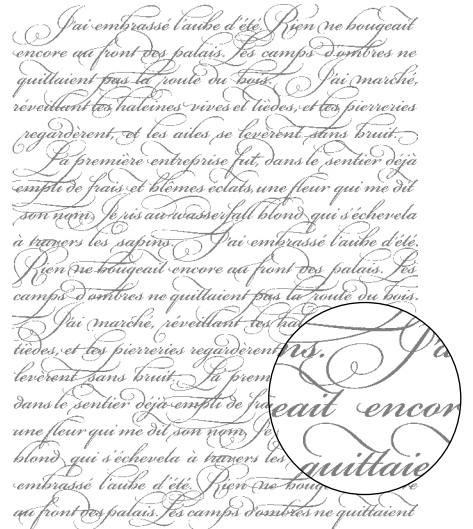 J'ai embrassé l'aube d'été. Rien ne bougeait
encore au front des palais. Les camps d'ombres ne
quittaient pas la route du bois. J'ai marché,
réveillant les haleines vives et tièdes, et les pierreries
regardèrent, et les ailes se levèrent sans bruit.
La première entreprise fut, dans le sentier déjà
empli de frais et blêmes éclats, une fleur qui me dit
son nom. Je ris au wasserfall blond qui s'échevela
à travers les sapins. J'ai embrassé l'aube d'été.
Rien ne bougeait encore au front des palais. Les
camps d'ombres ne quittaient pas la route du bois.
J'ai marché, réveillant les hal
tièdes, et les pierreries regardèrent
levèrent sans bruit. La prem
dans le sentier déjà empli de frai
une fleur qui me dit son nom. Je
blond qui s'échevela à travers les
embrassé l'aube d'été. Rien ne boug re
au front des palais. Les camps d'ombres ne quittaient
ns. J'a
eait encor
quittaie